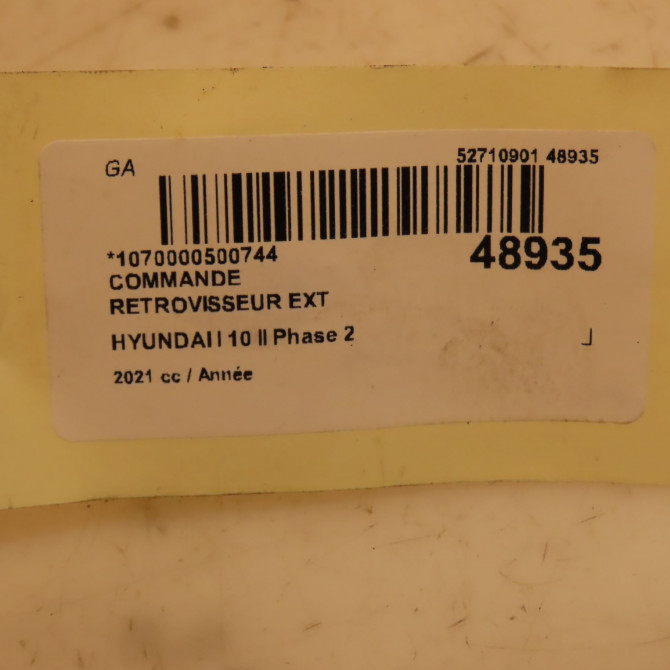 GA
52710901 48935
*1070000500744
48935
COMMANDE
RETROVISSEUR EXT
HYUNDAI I 10 II Phase 2
2021 cc / Année